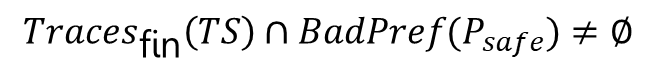 Traces_fin(TS) ∩ BadPref(P_safe) ≠ ∅